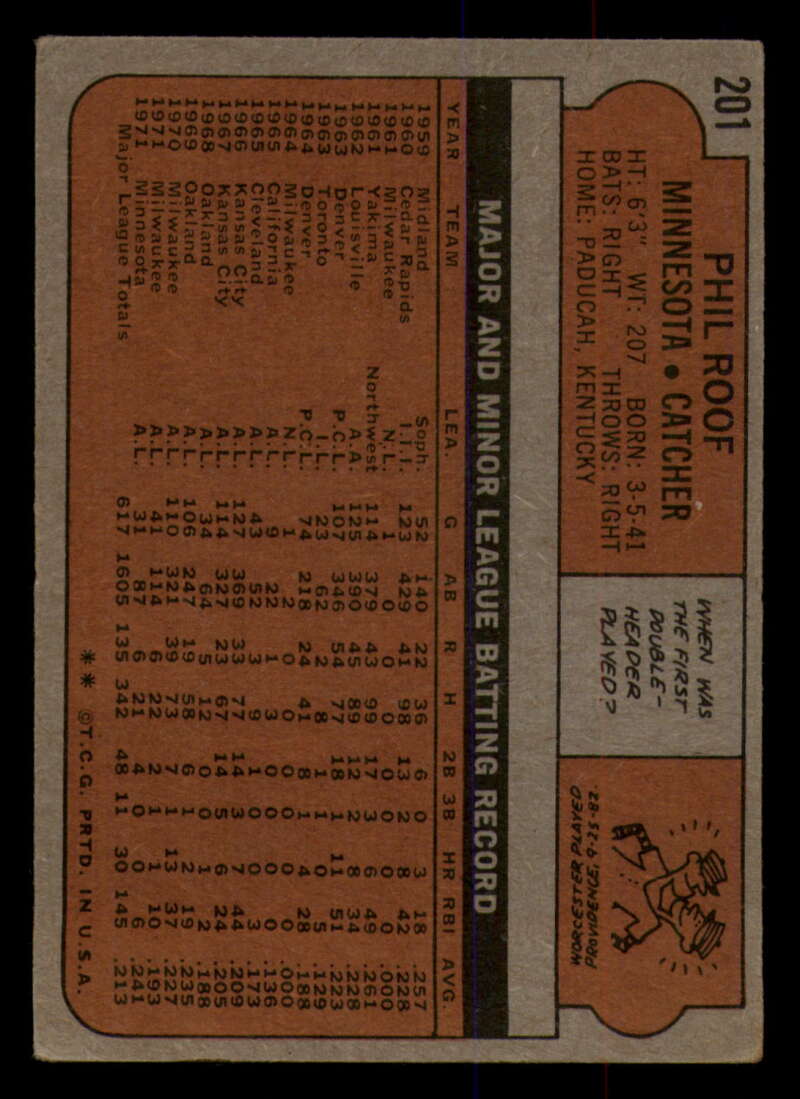 201
PHIL ROOF
MINNESOTA • CATCHER
HT: 6'3" WT: 207 BORN: 3-5-41
BATS: RIGHT THROWS: RIGHT
HOME: PADUCAH, KENTUCKY
WHEN WAS
THE FIRST
DOUBLE-
HEADER
PLAYED?
WORCESTER PLAYED
PROVIDENCE, 9-25-82.
MAJOR AND MINOR LEAGUE BATTING RECORD
YEAR TEAM LEA. G AB R H 2B 3B HR RBI AVG.
1959 Midland Soph. 52 140 22 36 6 0 3 18 .257
1960 Cedar Rapids I.I.I. 123 429 41 98 13 2 8 42 .228
1961 Milwaukee N.L. 1 0 0 0 0 0 0 0 .000
1961 Yakima Northwest 114 379 43 99 17 3 6 49 .261
1962 Louisville A.A. 125 390 45 89 12 2 8 34 .228
1963 Denver P.C.L. 107 346 54 77 18 1 11 51 .223
1963 Toronto I.L. 23 62 2 8 1 1 0 5 .129
1964 Denver P.C.L. 74 218 24 41 8 1 4 28 .188
1964 Milwaukee N.L. 1 2 0 0 0 0 0 0 .000
1965 California A.L. 9 22 1 3 0 0 0 0 .136
1965 Cleveland A.L. 43 52 3 9 1 0 0 3 .173
1966 Kansas City A.L. 127 369 33 77 14 3 7 44 .209
1967 Kansas City A.L. 114 327 23 67 14 5 6 24 .205
1968 Oakland A.L. 34 64 5 12 0 0 1 2 .188
1969 Oakland A.L. 106 247 19 58 6 1 2 19 .235
1970 Milwaukee A.L. 110 321 39 73 7 1 13 37 .227
1971 Milwaukee A.L. 41 114 6 22 2 1 1 10 .193
1971 Minnesota A.L. 31 87 6 21 4 0 0 6 .241
Major League Totals 617 1605 135 342 48 11 30 145 .213
** ©T.C.G. PRTD. IN U.S.A.